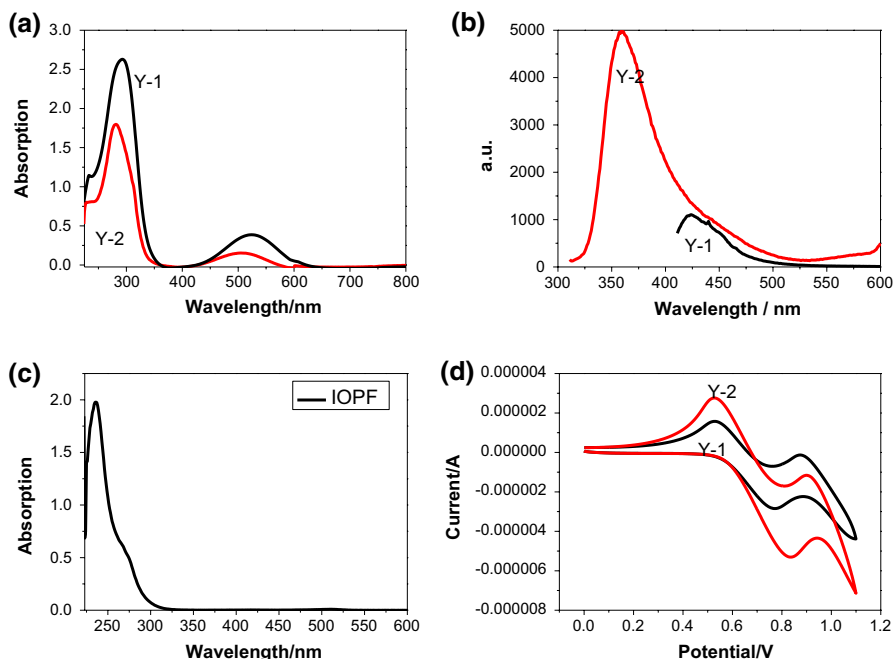 (a)
3.0
2.5
2.0
1.5
1.0
0.5
0.0
Absorption
Y-1
Y-2
300 400 500 600 700 800
Wavelength/nm
(b)
5000
4000
3000
2000
1000
0
a.u.
Y-2
Y-1
300 350 400 450 500 550 600
Wavelength / nm
(c)
2.0
1.5
1.0
0.5
0.0
Absorption
IOPF
250 300 350 400 450 500 550 600
Wavelength/nm
(d)
0.000004
0.000002
0.000000
-0.000002
-0.000004
-0.000006
-0.000008
Current/A
Y-2
Y-1
0.0 0.2 0.4 0.6 0.8 1.0 1.2
Potential/V